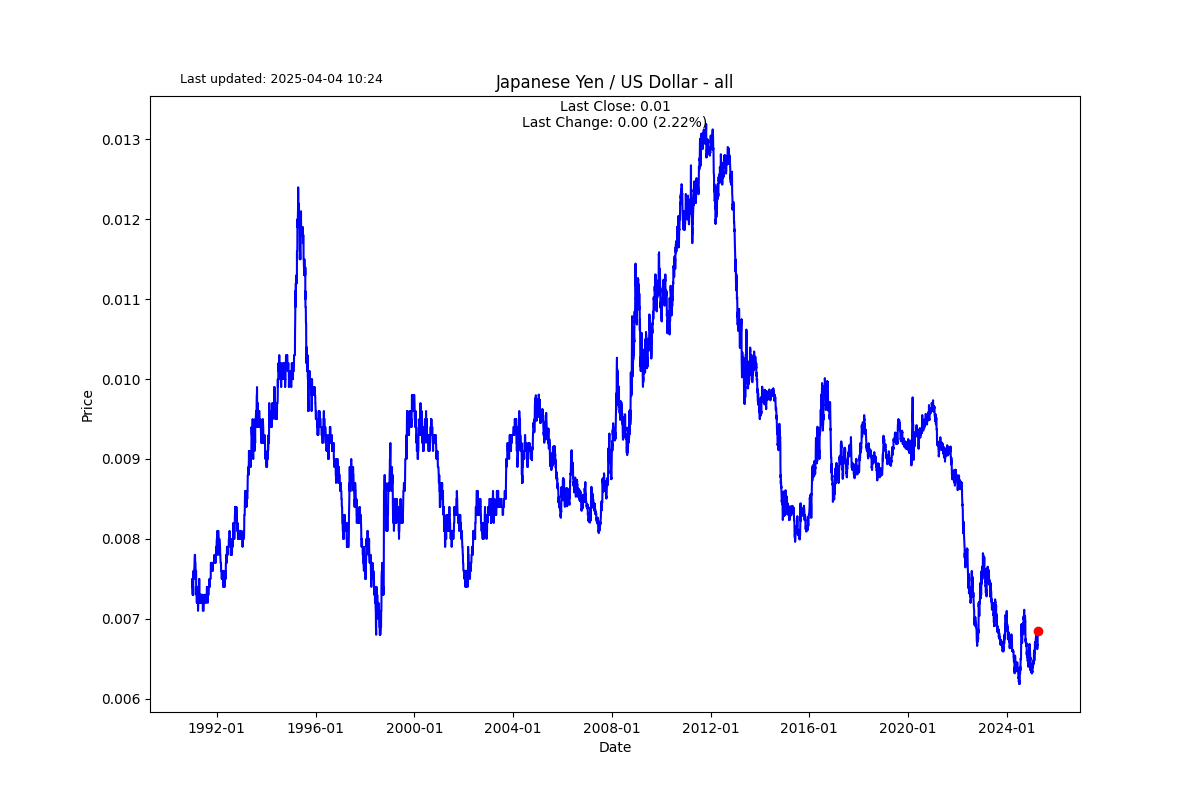 Last updated: 2025-04-04 10:24
Japanese Yen / US Dollar - all
Last Close: 0.01
Last Change: 0.00 (2.22%)
0.013
0.012
0.011
0.010
0.009
0.008
0.007
0.006
Price
1992-01 1996-01 2000-01 2004-01 2008-01 2012-01 2016-01 2020-01 2024-01
Date